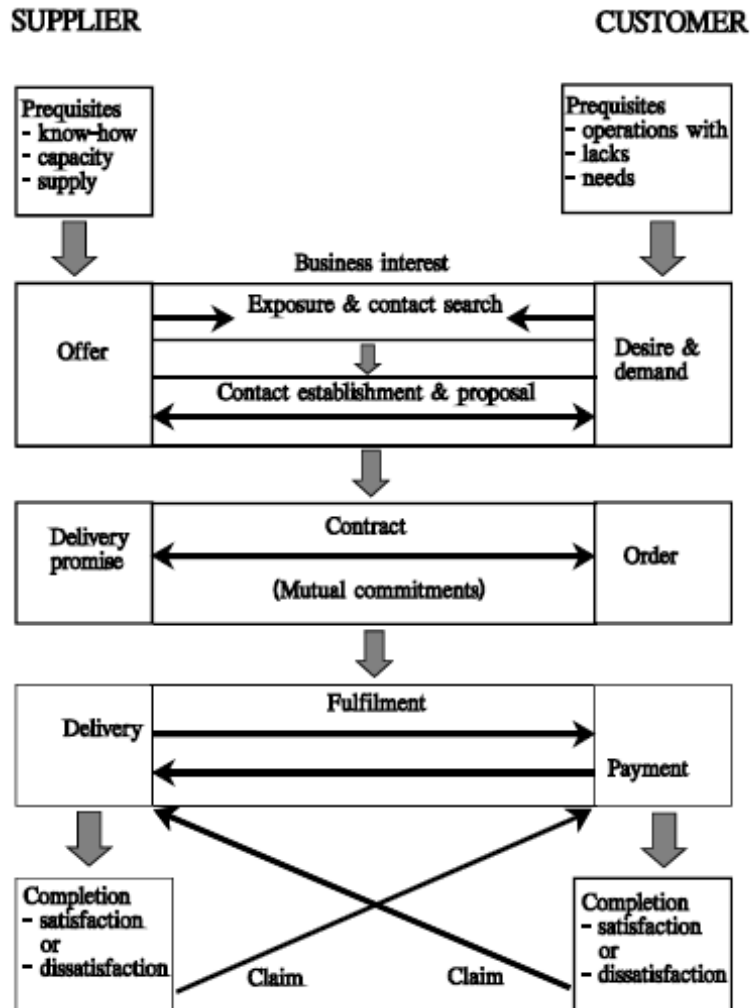 SUPPLIER
CUSTOMER
Prequisites
- know-how
- capacity
- supply
Prequisites
- operations with
- lacks
- needs
Business interest
Exposure & contact search
Offer
Desire &
demand
Contact establishment & proposal
Delivery
promise
Contract
(Mutual commitments)
Order
Fulfilment
Delivery
Payment
Completion
- satisfaction
or
- dissatisfaction
Claim
Claim
Completion
- satisfaction
or
- dissatisfaction